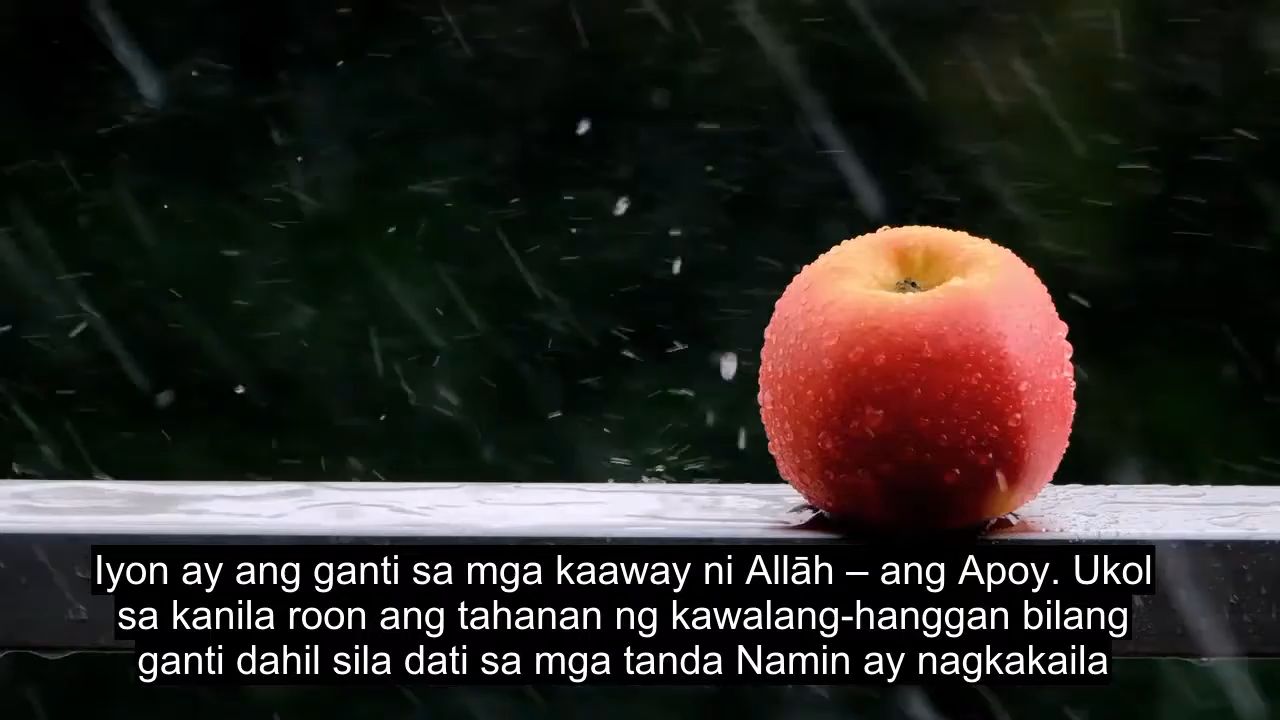 Iyon ay ang ganti sa mga kaaway ni Allāh – ang Apoy. Ukol
sa kanila roon ang tahanan ng kawalang-hanggan bilang
ganti dahil sila dati sa mga tanda Namin ay nagkakaila